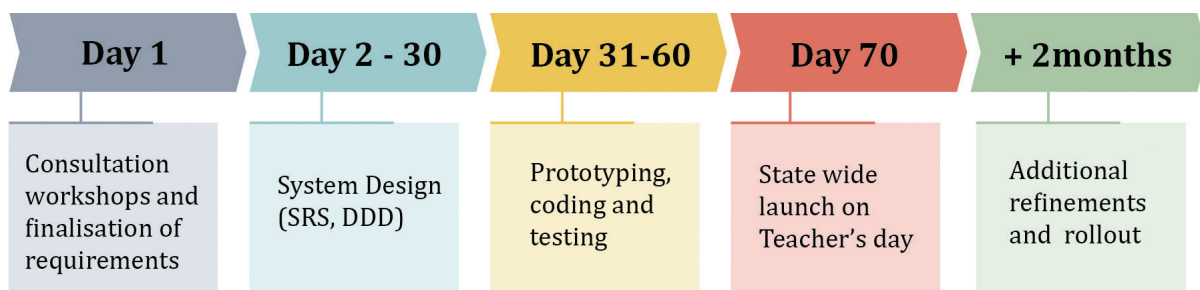 Day 1
Day 2 - 30
Day 31-60
Day 70
+ 2months
Consultation
workshops and
finalisation of
requirements
System Design
(SRS, DDD)
Prototyping,
coding and
testing
State wide
launch on
Teacher's day
Additional
refinements
and rollout